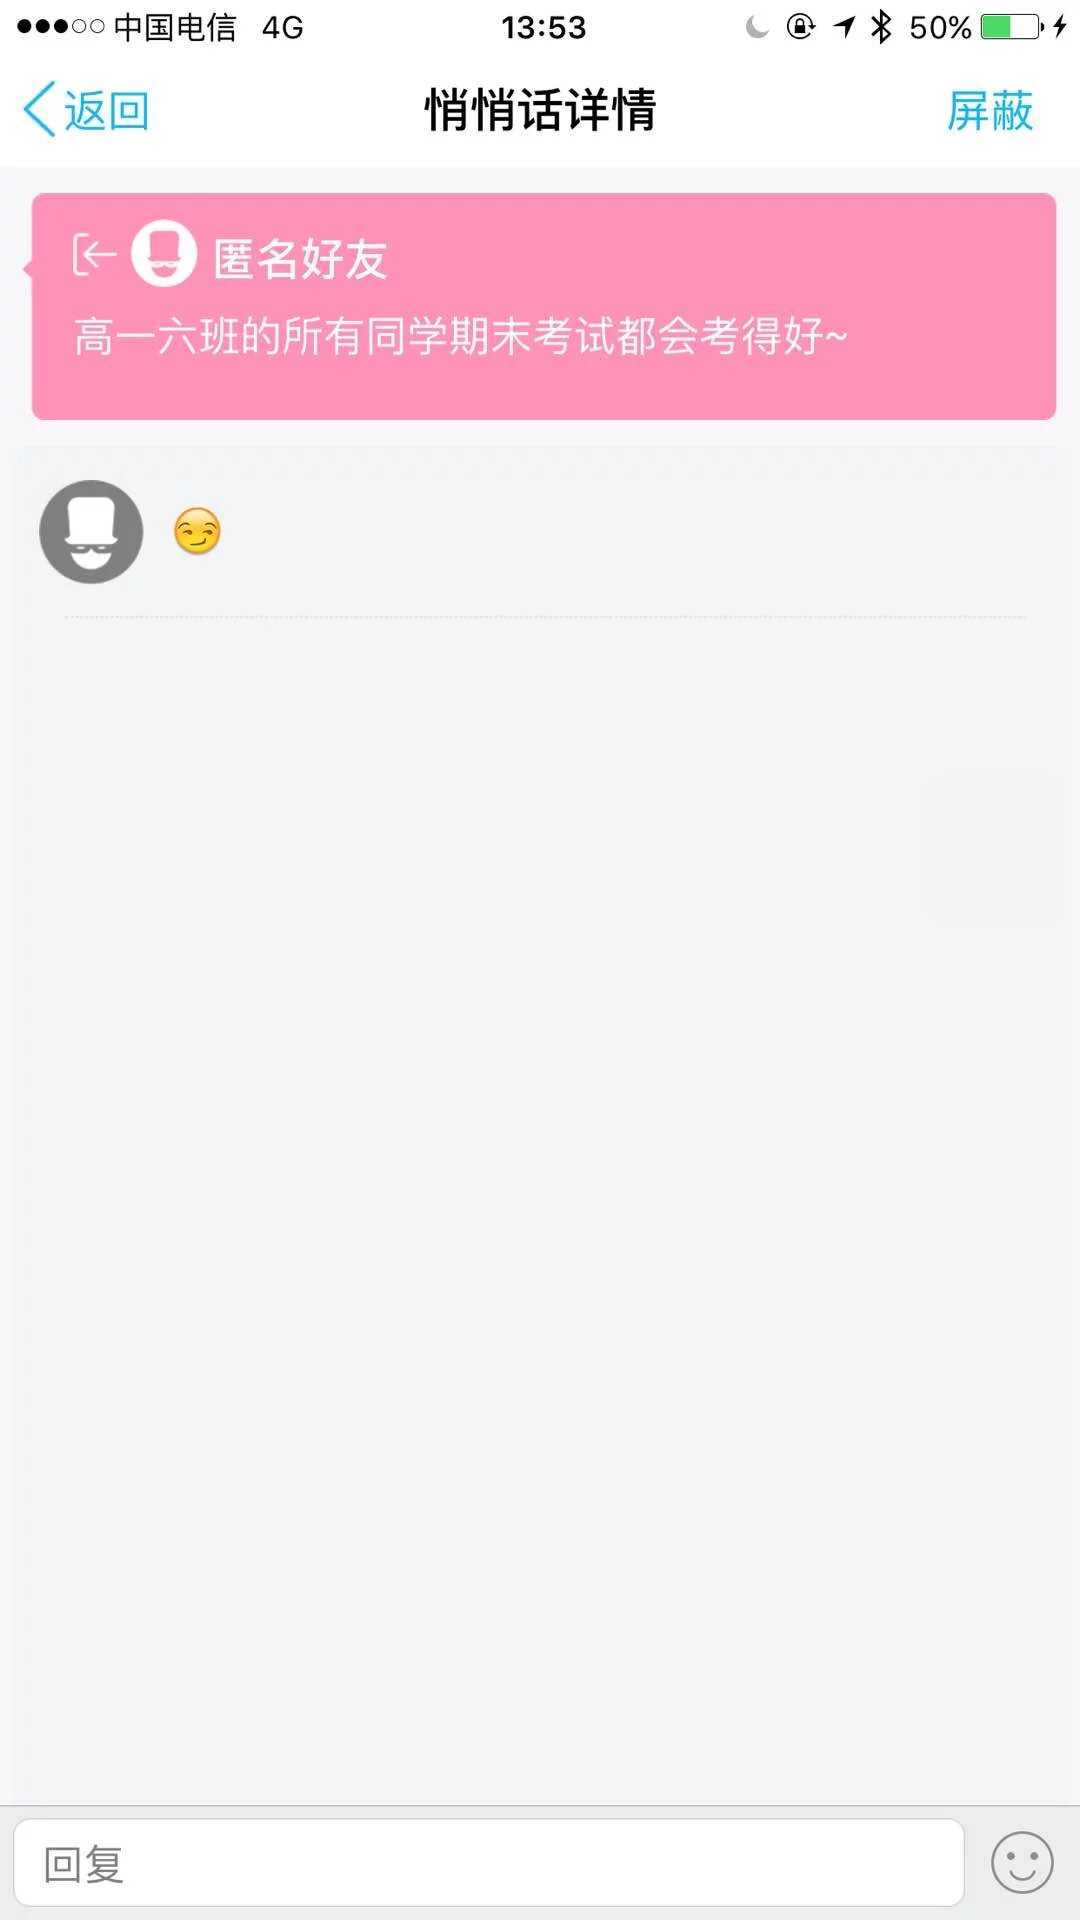 中国电信 4G 13:53 50%
返回 悄悄话详情 屏蔽
匿名好友
高一六班的所有同学期末考试都会考得好~
😏
回复